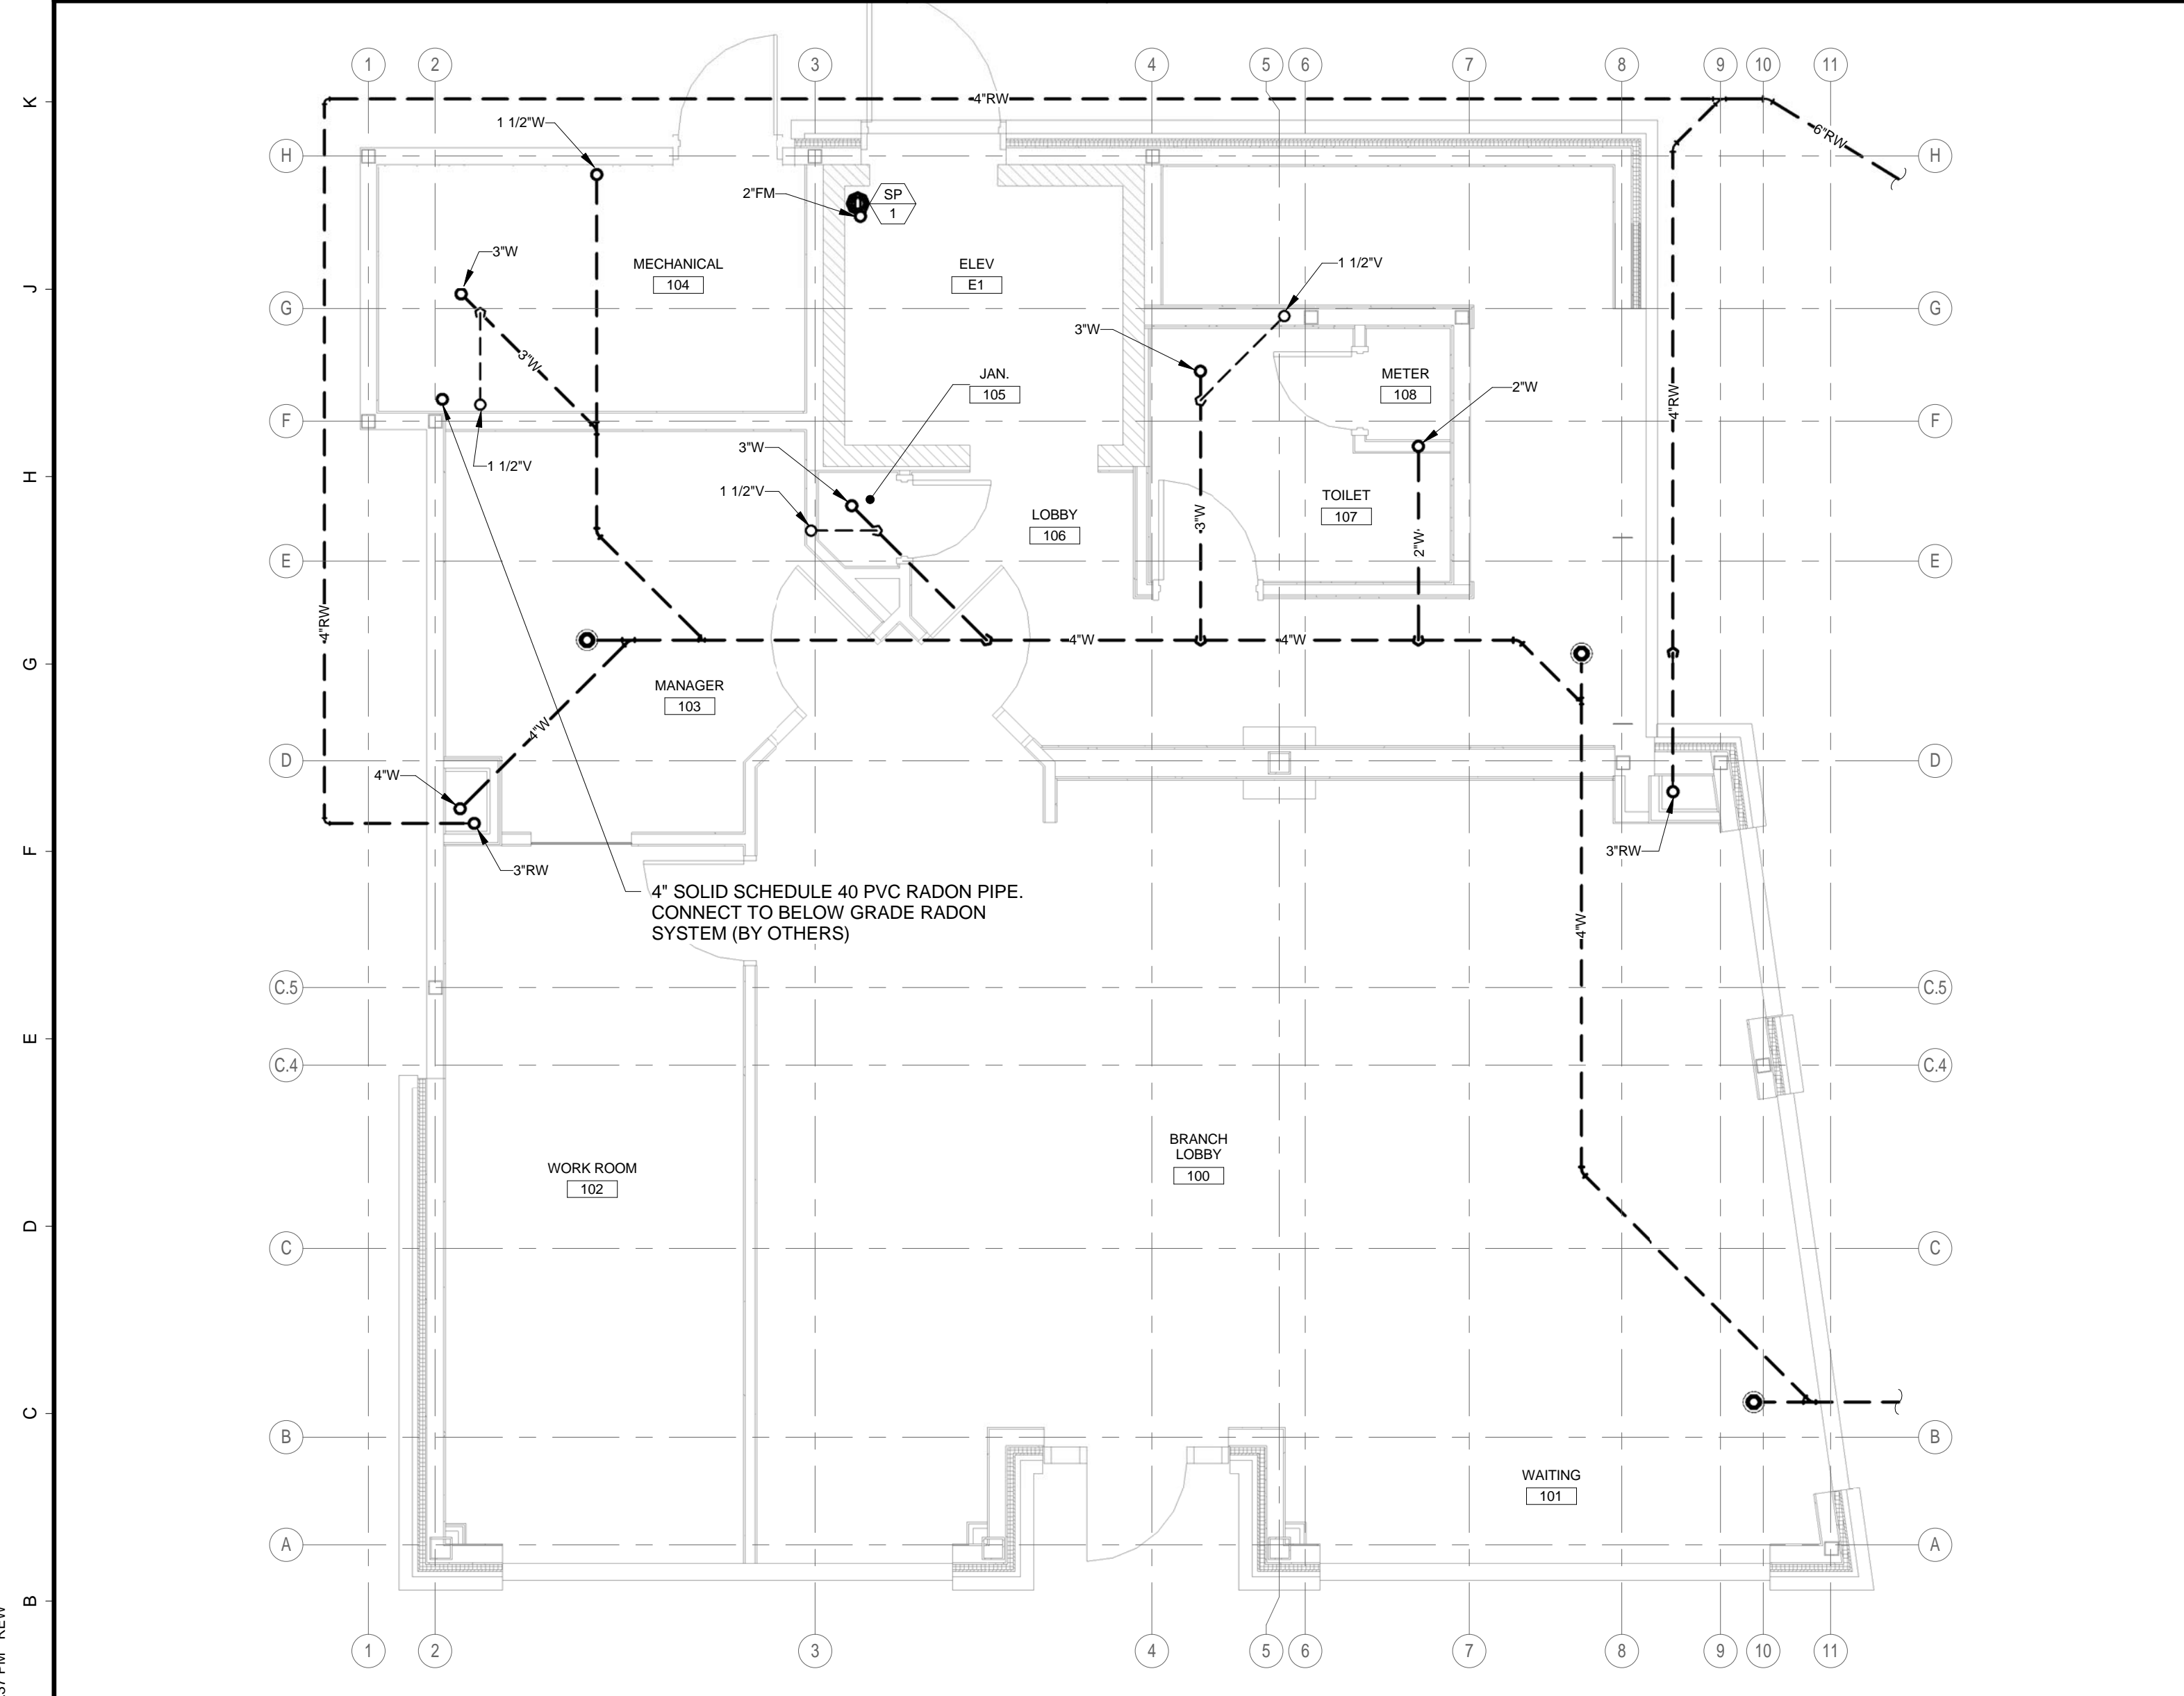 1 2 3 4 5 6 7 8 9 10 11
K
4"RW
1 1/2"W
6"RW
H H
2"FM
SP
1
3"W
MECHANICAL
104
ELEV
E1
1 1/2"V
J
G G
3"W
3"W
JAN.
105
METER
108
2"W
4"RW
F F
3"W
1 1/2"V
H
1 1/2"V
TOILET
107
LOBBY
106
3"W
2"W
E E
4"RW
4"W
4"W
G
MANAGER
103
4"W
D D
4"W
F
3"RW
3"RW
4" SOLID SCHEDULE 40 PVC RADON PIPE.
CONNECT TO BELOW GRADE RADON
SYSTEM (BY OTHERS)
4"W
C.5 C.5
E
C.4 C.4
BRANCH
LOBBY
100
WORK ROOM
102
D
C C
C
B B
WAITING
101
A A
B
1 2 3 4 5 6 7 8 9 10 11